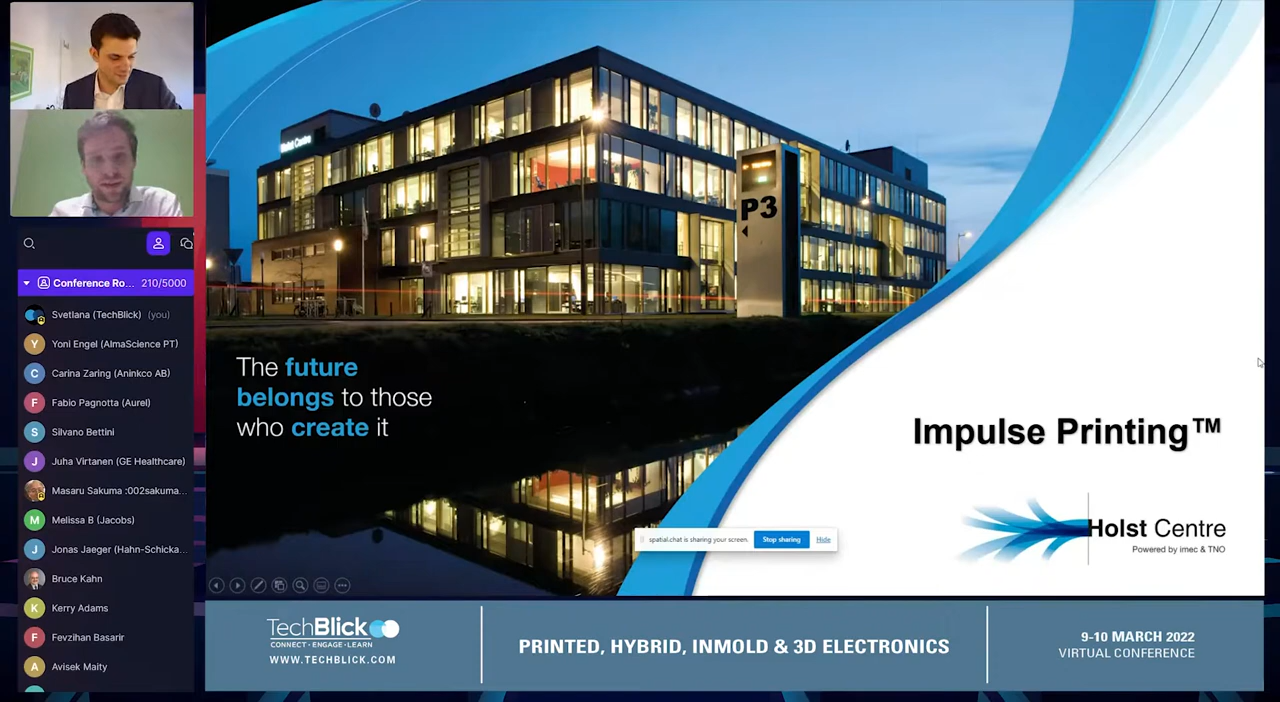 Conference Ro... 210/5000
Svetlana (TechBlick) (you)
Y Yoni Engel (AlmaScience PT)
C Carina Zaring (Aninkco AB)
F Fabio Pagnotta (Aurel)
S Silvano Bettini
J Juha Virtanen (GE Healthcare)
Masaru Sakuma :002sakuma...
M Melissa B (Jacobs)
J Jonas Jaeger (Hahn-Schicka...
Bruce Kahn
K Kerry Adams
F Fevzihan Basarir
A Avisek Maity
Holst Centre
P3
The future
belongs to those
who create it
Impulse Printing™
Holst Centre
Powered by imec & TNO
spatial.chat is sharing your screen. Stop sharing Hide
TechBlick
CONNECT · ENGAGE · LEARN
WWW.TECHBLICK.COM
PRINTED, HYBRID, INMOLD & 3D ELECTRONICS
9-10 MARCH 2022
VIRTUAL CONFERENCE